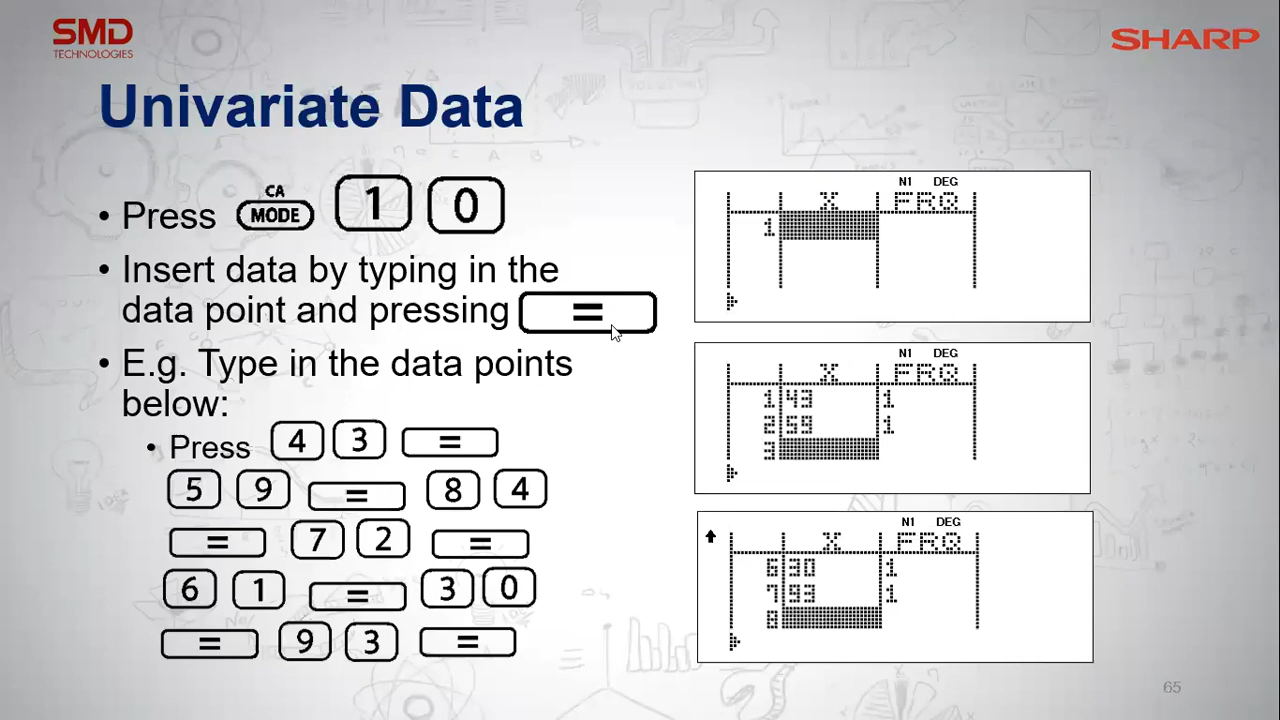 SMD
TECHNOLOGIES
SHARP
Univariate Data
• Press CA MODE 1 0
• Insert data by typing in the
data point and pressing =
• E.g. Type in the data points
below:
• Press 4 3 =
5 9 = 8 4
= 7 2 =
6 1 = 3 0
= 9 3 =
N1 DEG
X FRQ
1
N1 DEG
X FRQ
1 43 1
2 59 1
3
N1 DEG
X FRQ
6 30 1
7 93 1
8
65